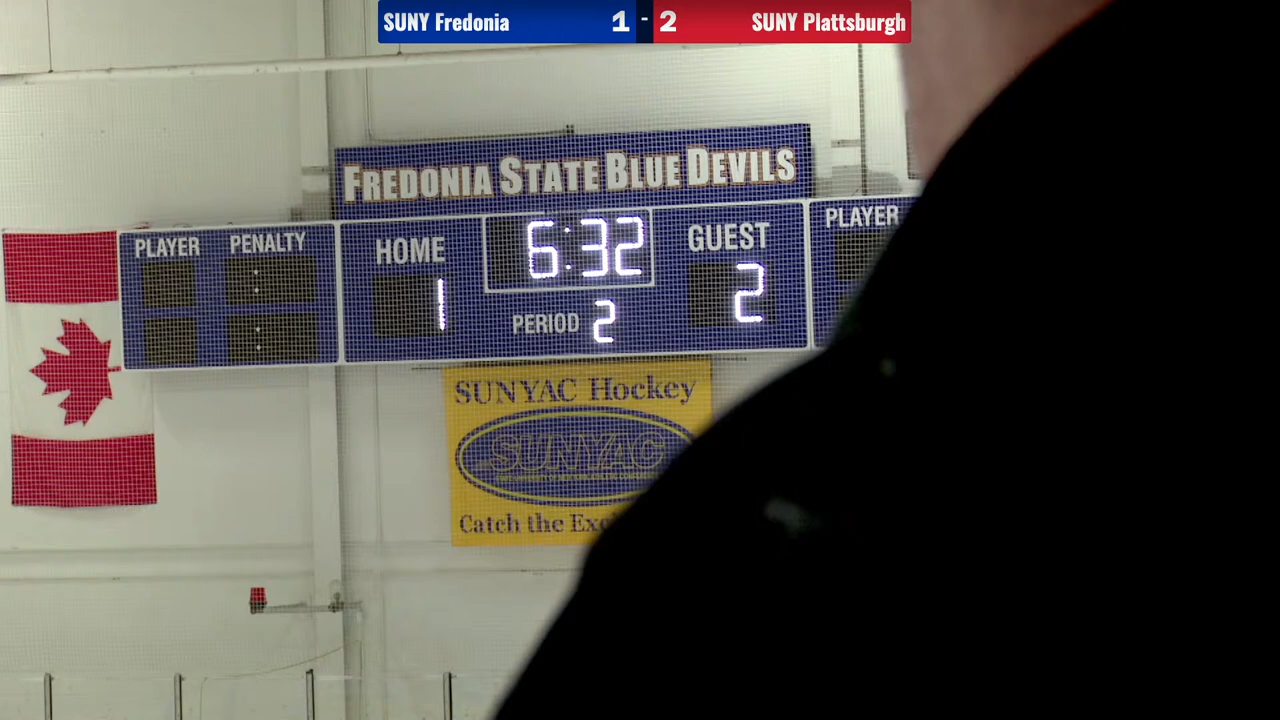 SUNY Fredonia 1 - 2 SUNY Plattsburgh
FREDONIA STATE BLUE DEVILS
PLAYER PENALTY HOME 6:32 GUEST PLAYER
1 PERIOD 2 2
SUNYAC Hockey
SUNYAC
Catch the